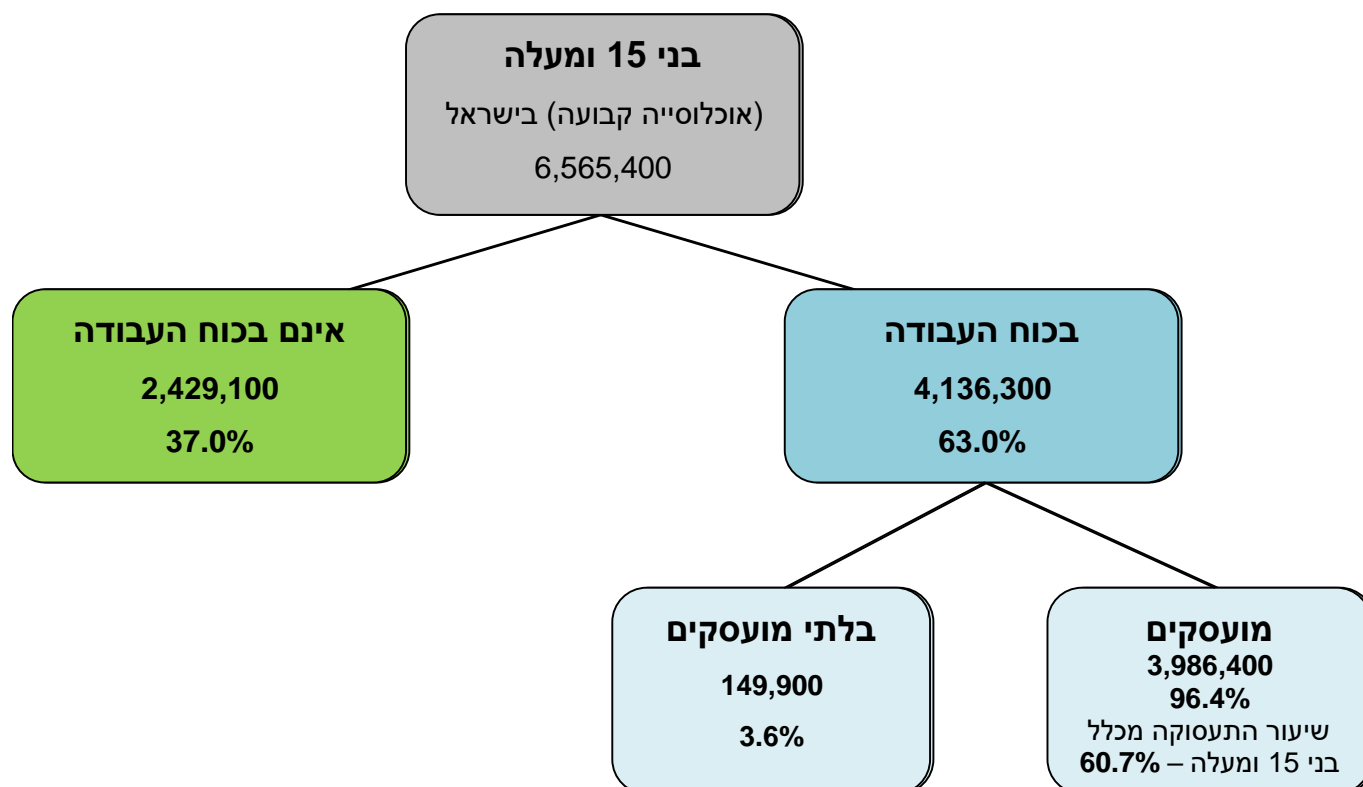 בני 15 ומעלה
(אוכלוסייה קבועה) בישראל
6,565,400
בכוח העבודה
4,136,300
63.0%
אינם בכוח העבודה
2,429,100
37.0%
מועסקים
3,986,400
96.4%
שיעור התעסוקה מכלל
בני 15 ומעלה – 60.7%
בלתי מועסקים
149,900
3.6%